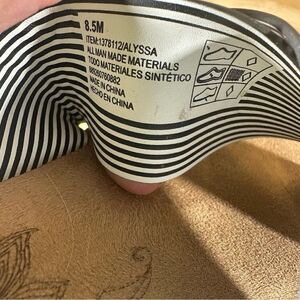 8.5M
ITEM:1378112/ALYSSA
ALL MAN MADE MATERIALS
TODO MATERIALES SINTÉTICO
MADE IN CHINA
HECHO EN CHINA